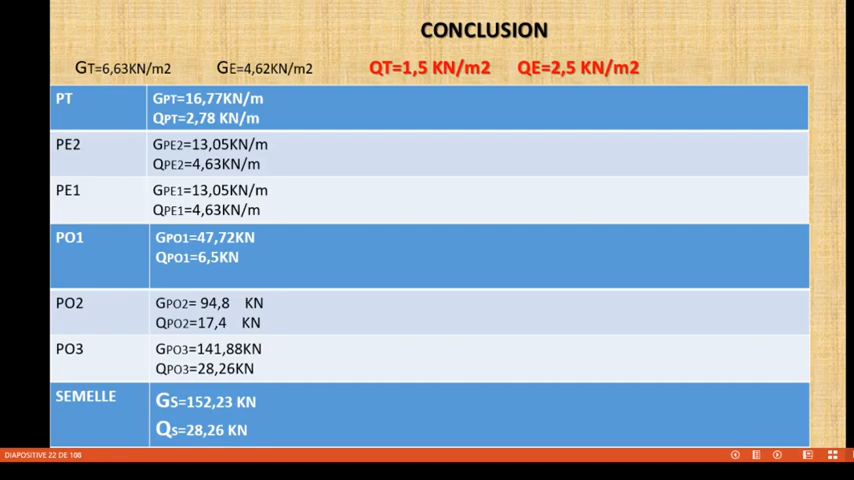 CONCLUSION
GT=6,63KN/m2 GE=4,62KN/m2 QT=1,5 KN/m2 QE=2,5 KN/m2
PT
GPT=16,77KN/m
QPT=2,78 KN/m
PE2
GPE2=13,05KN/m
QPE2=4,63KN/m
PE1
GPE1=13,05KN/m
QPE1=4,63KN/m
PO1
GPO1=47,72KN
QPO1=6,5KN
PO2
GPO2= 94,8 KN
QPO2=17,4 KN
PO3
GPO3=141,88KN
QPO3=28,26KN
SEMELLE
GS=152,23 KN
QS=28,26 KN
DIAPOSITIVE 22 DE 108